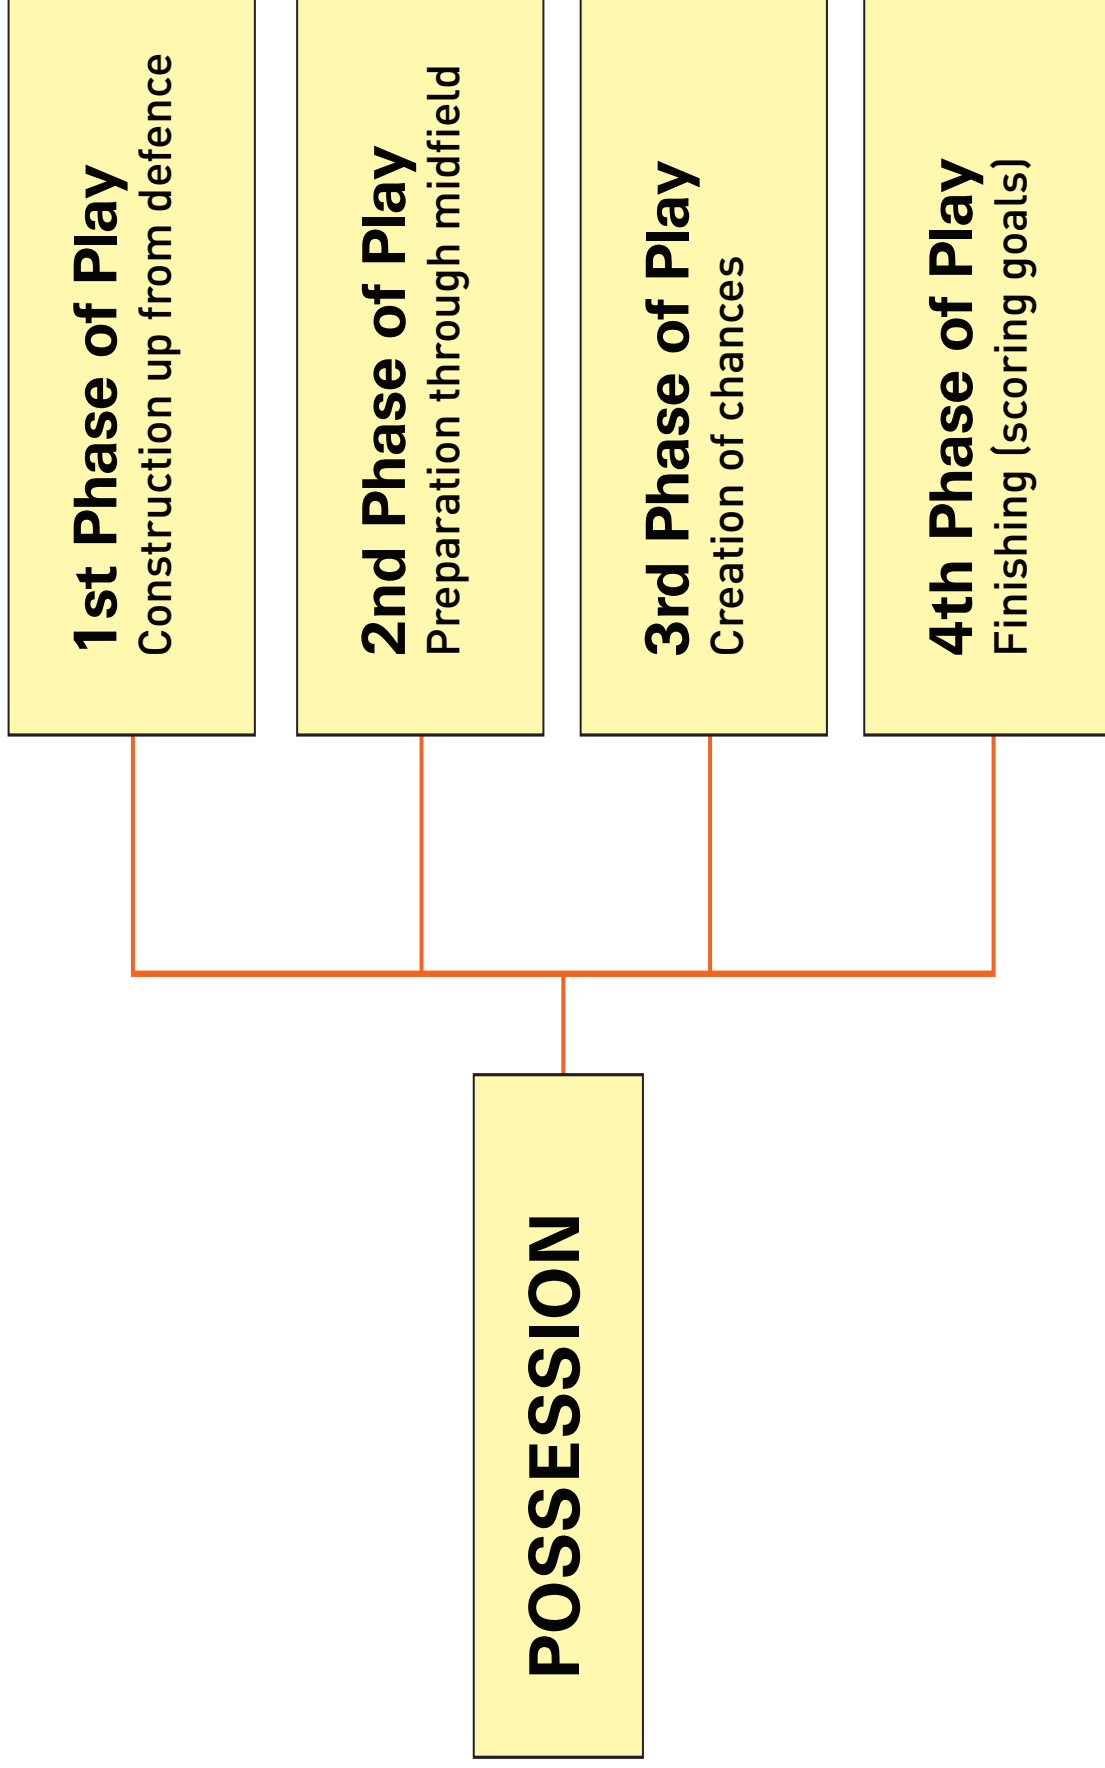 POSSESSION
1st Phase of Play
Construction up from defence
2nd Phase of Play
Preparation through midfield
3rd Phase of Play
Creation of chances
4th Phase of Play
Finishing (scoring goals)